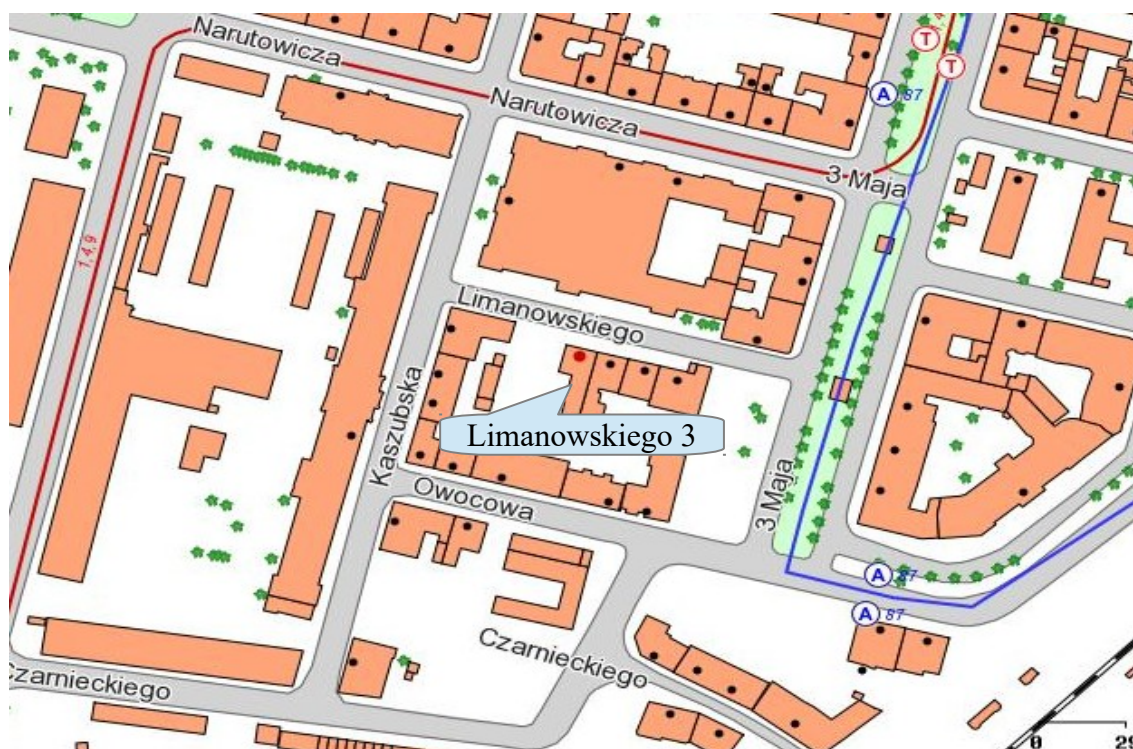 Narutowicza
Narutowicza
T
T
A 87
3 Maja
1, 4, 9
Limanowskiego
Kaszubska
Limanowskiego 3
Owocowa
3 Maja
A 87
A 87
Czarnieckiego
Czarnieckiego
0